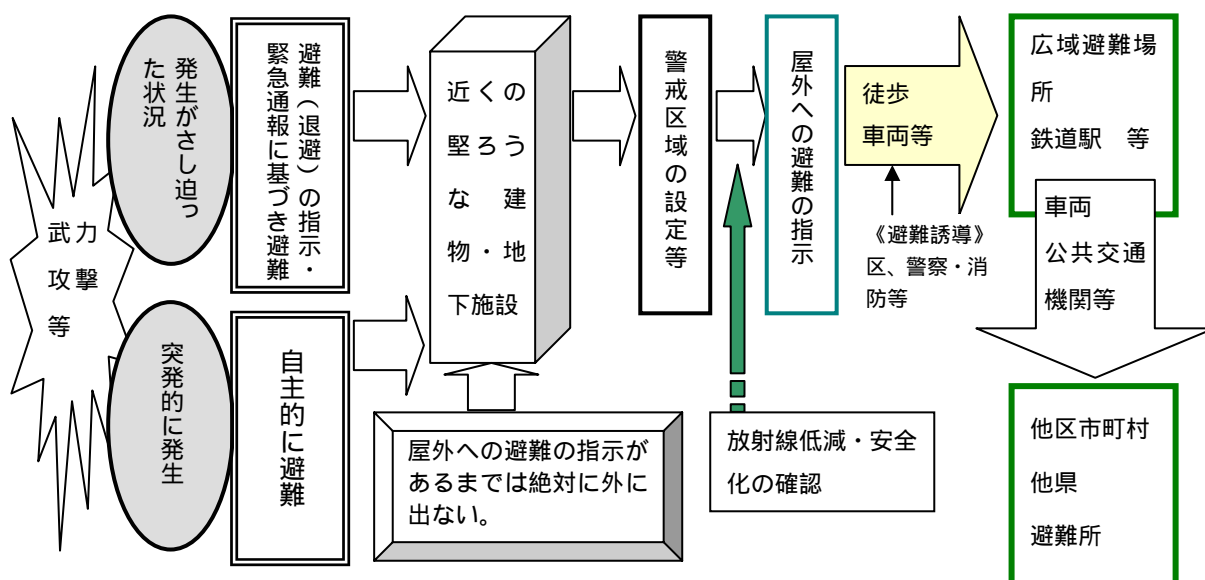 武力
攻撃
等
発生がさし迫っ
た状況
突発的に発生
避難（退避）の指示・
緊急通報に基づき避難
自主的に避難
近くの
堅ろう
な建
物・地
下施設
屋外への避難の指示が
あるまでは絶対に外に
出ない。
警戒区域の設定等
放射線低減・安全
化の確認
屋外への避難の指示
徒歩
車両等
《避難誘導》
区、警察・消
防等
広域避難場
所
鉄道駅　等
車両
公共交通
機関等
他区市町村
他県
避難所